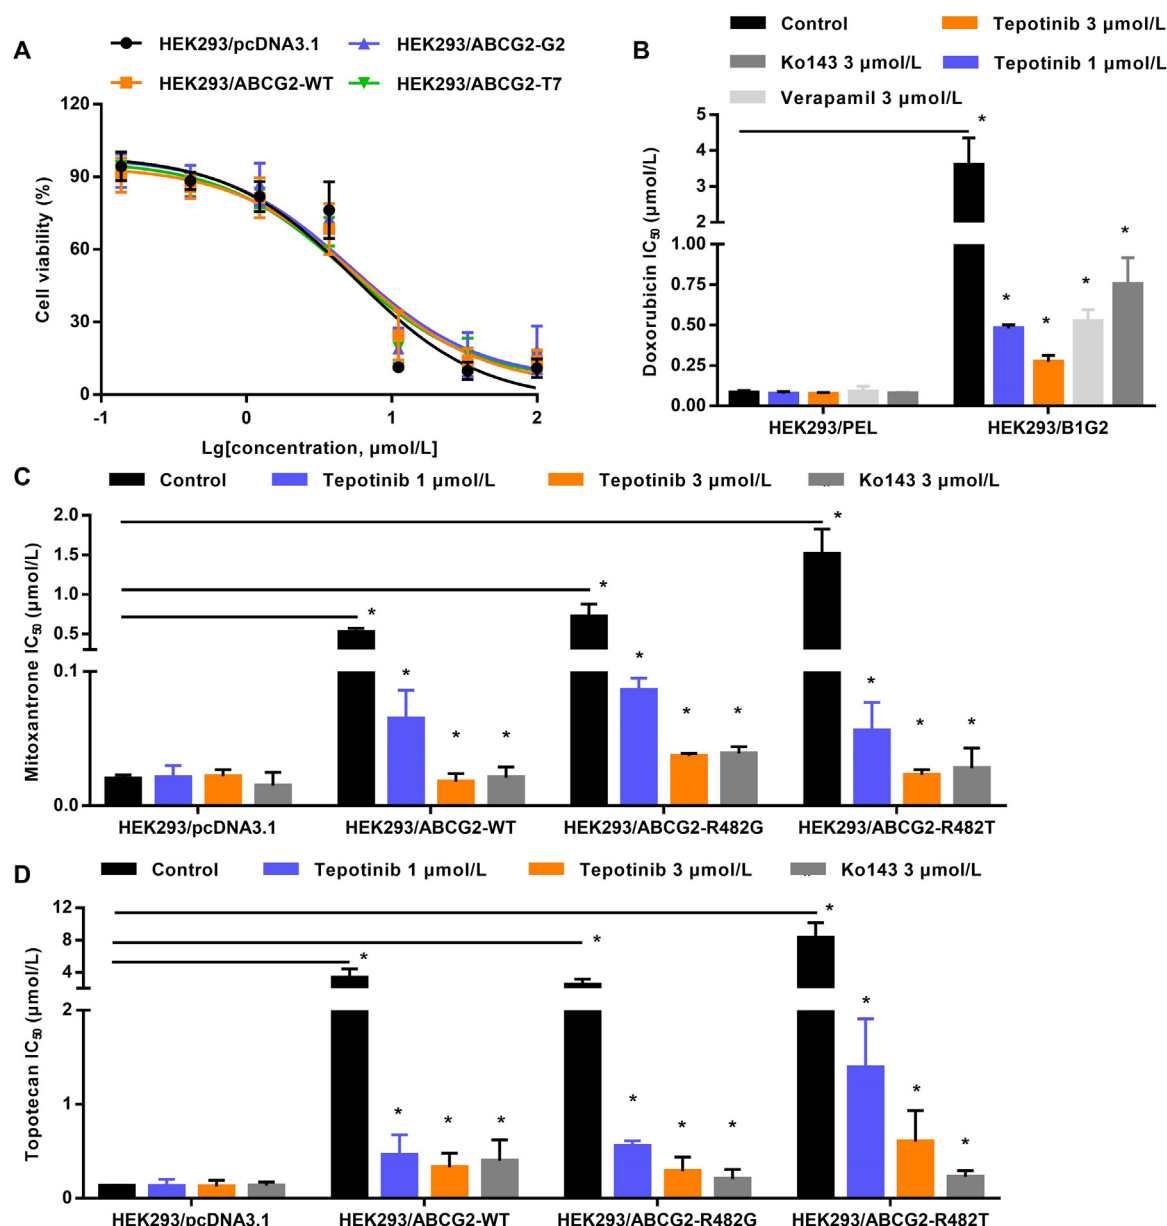 A
HEK293/pcDNA3.1
HEK293/ABCG2-G2
HEK293/ABCG2-WT
HEK293/ABCG2-T7
Cell viability (%)
120
90
60
30
0
-1
0
1
2
Lg[concentration, µmol/L]
B
Control
Tepotinib 3 µmol/L
Ko143 3 µmol/L
Tepotinib 1 µmol/L
Verapamil 3 µmol/L
Doxorubicin IC50 (µmol/L)
5
4
3
2
1.00
0.75
0.50
0.25
0.00
*
*
*
*
*
HEK293/PEL
HEK293/B1G2
C
Control
Tepotinib 1 µmol/L
Tepotinib 3 µmol/L
Ko143 3 µmol/L
Mitoxantrone IC50 (µmol/L)
2.0
1.5
1.0
0.5
0.1
0.0
*
*
*
*
*
*
*
*
*
*
*
*
HEK293/pcDNA3.1
HEK293/ABCG2-WT
HEK293/ABCG2-R482G
HEK293/ABCG2-R482T
D
Control
Tepotinib 1 µmol/L
Tepotinib 3 µmol/L
Ko143 3 µmol/L
Topotecan IC50 (µmol/L)
12
8
4
2
1
0
*
*
*
*
*
*
*
*
*
*
*
*
HEK293/pcDNA3.1
HEK293/ABCG2-WT
HEK293/ABCG2-R482G
HEK293/ABCG2-R482T